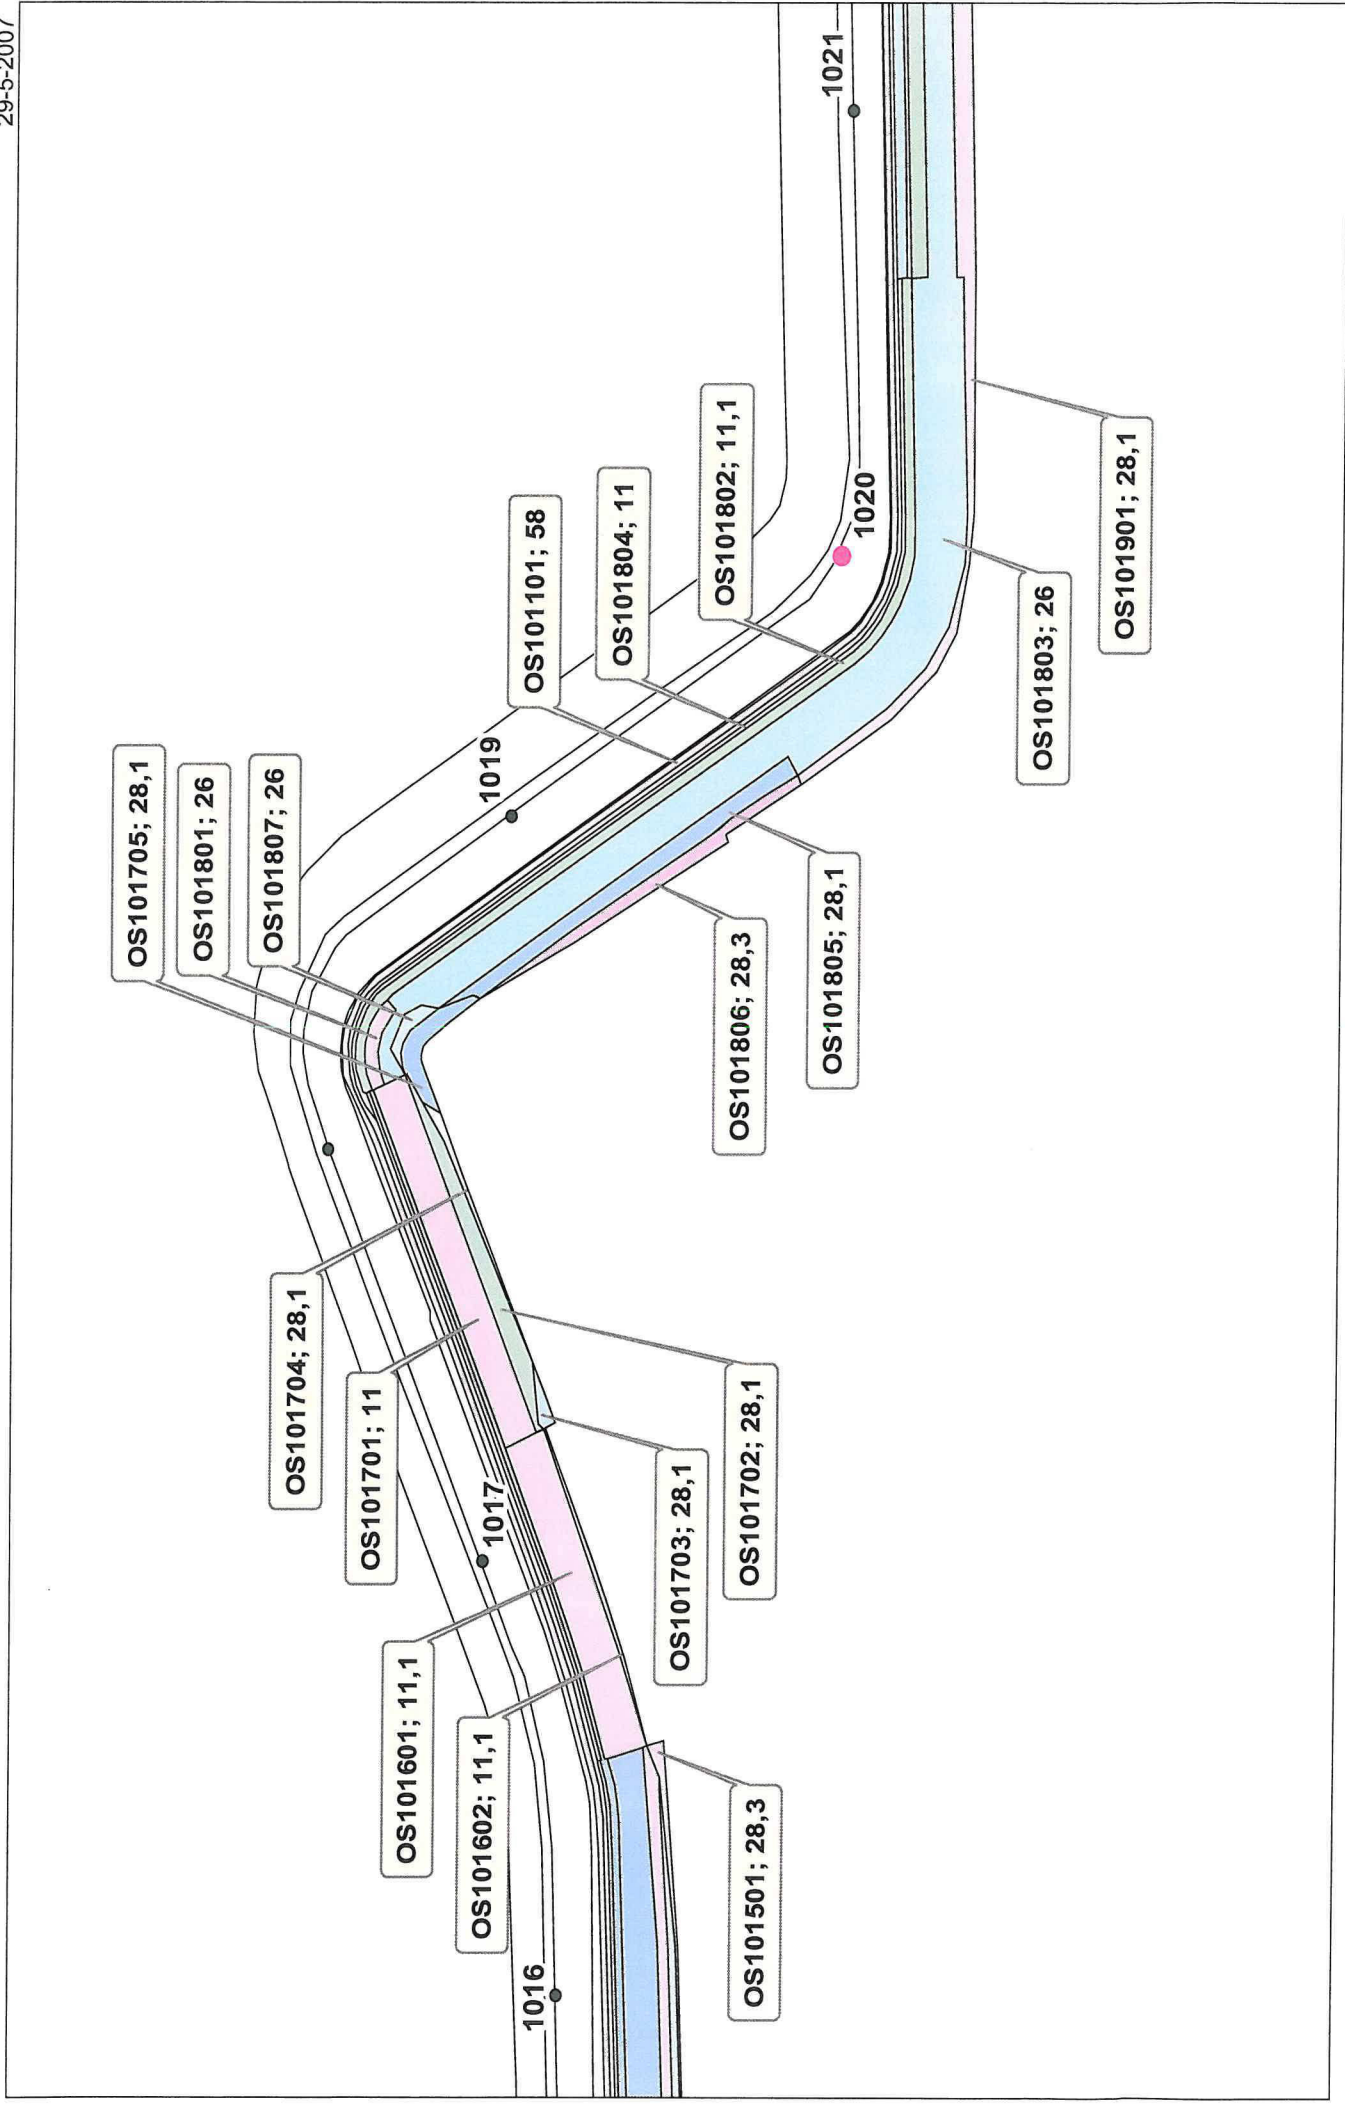 29-5-2007
OS101705; 28,1
OS101801; 26
OS101807; 26
OS101704; 28,1
OS101701; 11
OS101601; 11,1
OS101602; 11,1
1016
1017
1019
OS101101; 58
OS101804; 11
OS101802; 11,1
1020
1021
OS101501; 28,3
OS101703; 28,1
OS101702; 28,1
OS101806; 28,3
OS101805; 28,1
OS101803; 26
OS101901; 28,1